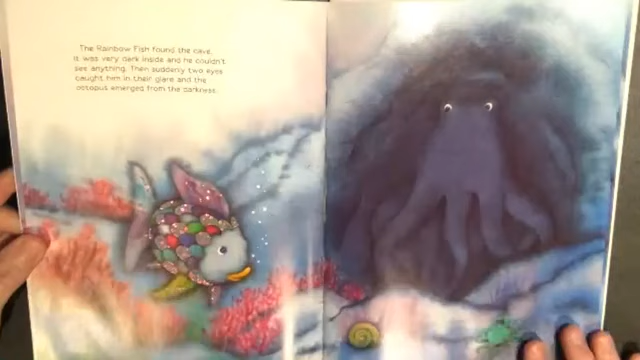 The Rainbow Fish found the cave.
It was very dark inside and he couldn't
see anything. Then suddenly two eyes
caught him in their glare and the
octopus emerged from the darkness.